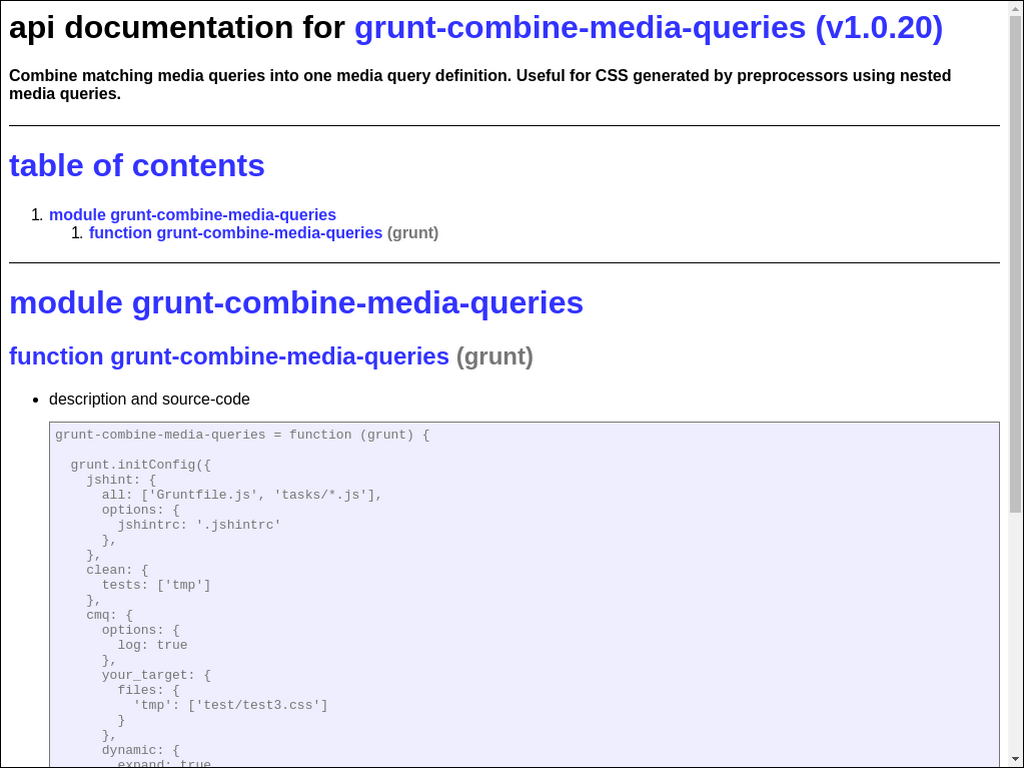 api documentation for grunt-combine-media-queries (v1.0.20)
Combine matching media queries into one media query definition. Useful for CSS generated by preprocessors using nested
media queries.
table of contents
1. module grunt-combine-media-queries
1. function grunt-combine-media-queries (grunt)
module grunt-combine-media-queries
function grunt-combine-media-queries (grunt)
• description and source-code
grunt-combine-media-queries = function (grunt) {
  grunt.initConfig({
    jshint: {
      all: ['Gruntfile.js', 'tasks/*.js'],
      options: {
        jshintrc: '.jshintrc'
      },
    },
    clean: {
      tests: ['tmp']
    },
    cmq: {
      options: {
        log: true
      },
      your_target: {
        files: {
          'tmp': ['test/test3.css']
        }
      },
      dynamic: {
        expand: true